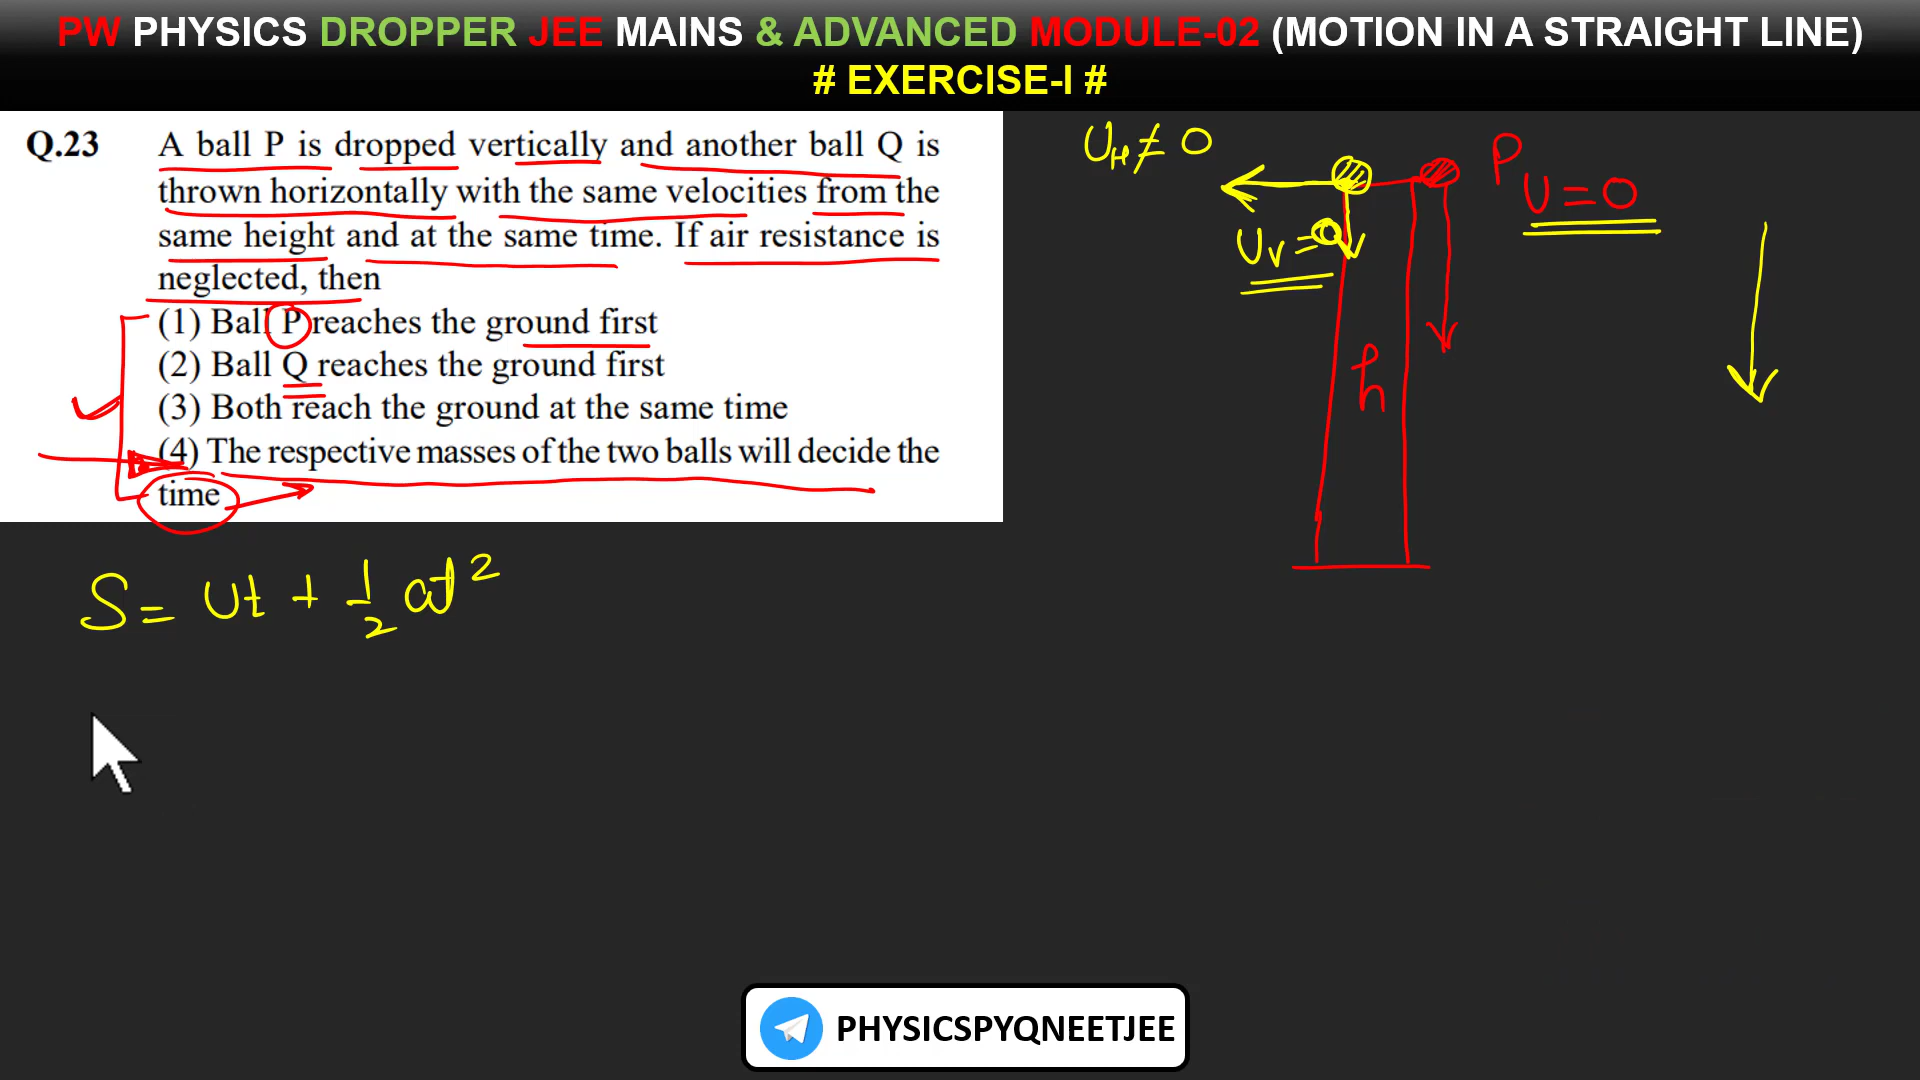 PW PHYSICS DROPPER JEE MAINS & ADVANCED MODULE-02 (MOTION IN A STRAIGHT LINE)
# EXERCISE-I #
Q.23 A ball P is dropped vertically and another ball Q is
thrown horizontally with the same velocities from the
same height and at the same time. If air resistance is
neglected, then
(1) Ball P reaches the ground first
(2) Ball Q reaches the ground first
(3) Both reach the ground at the same time
(4) The respective masses of the two balls will decide the
time
U_H ≠ 0
P
U = 0
U_V = 0
h
S = Ut + 1/2 at²
PHYSICSPYQNEETJEE